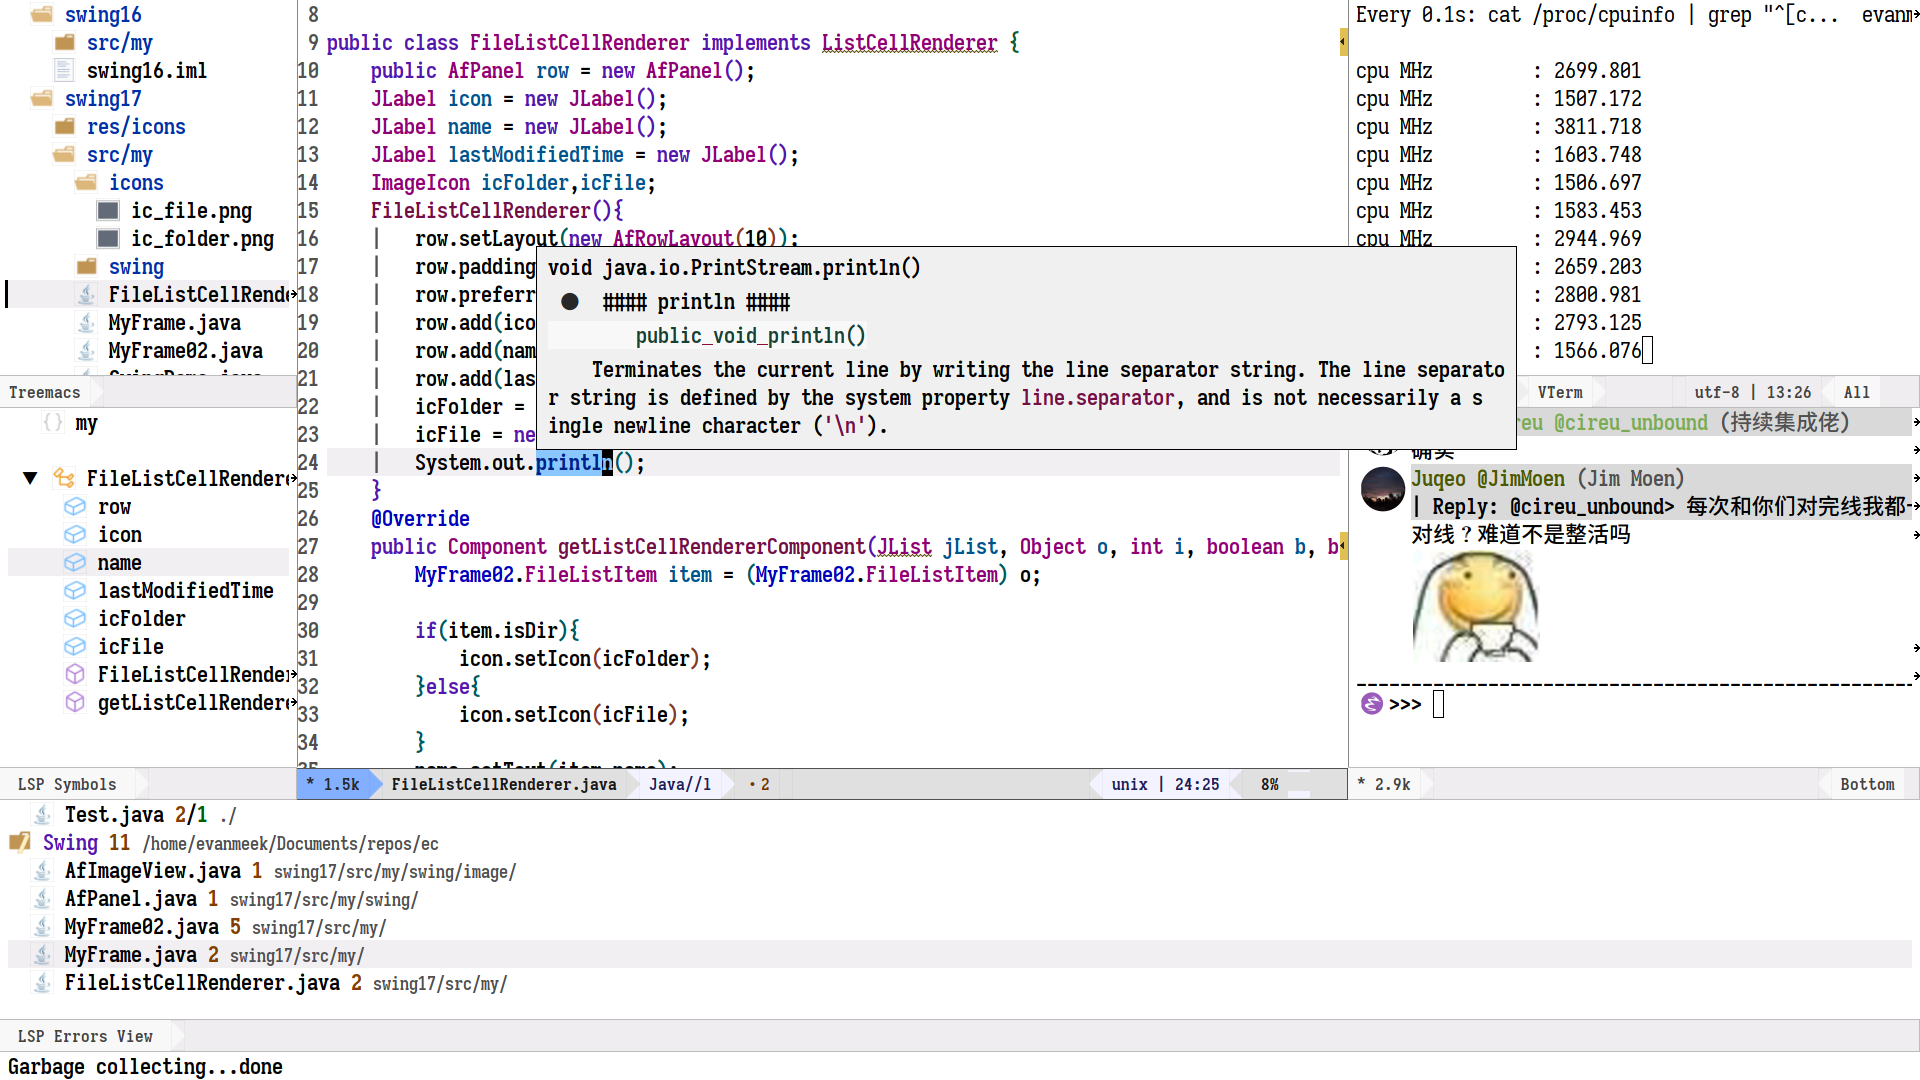 swing16
src/my
swing16.iml
swing17
res/icons
src/my
icons
ic_file.png
ic_folder.png
swing
FileListCellRend
MyFrame.java
MyFrame02.java
Treemacs
my
FileListCellRender
row
icon
name
lastModifiedTime
icFolder
icFile
FileListCellRende
getListCellRender
LSP Symbols
8
9 public class FileListCellRenderer implements ListCellRenderer {
10 public AfPanel row = new AfPanel();
11 JLabel icon = new JLabel();
12 JLabel name = new JLabel();
13 JLabel lastModifiedTime = new JLabel();
14 ImageIcon icFolder,icFile;
15 FileListCellRenderer(){
16 | row.setLayout(new AfRowLayout(10));
17 | row.padding
18 | row.preferr
19 | row.add(ico
20 | row.add(nam
21 | row.add(las
22 | icFolder =
23 | icFile = ne
24 | System.out.println();
25 }
26 @Override
27 public Component getListCellRendererComponent(JList jList, Object o, int i, boolean b, b
28 MyFrame02.FileListItem item = (MyFrame02.FileListItem) o;
29
30 if(item.isDir){
31 icon.setIcon(icFolder);
32 }else{
33 icon.setIcon(icFile);
34 }
void java.io.PrintStream.println()
● #### println ####
public_void_println()
Terminates the current line by writing the line separator string. The line separato
r string is defined by the system property line.separator, and is not necessarily a s
ingle newline character ('\n').
* 1.5k FileListCellRenderer.java Java//l •2 unix | 24:25 8%
Every 0.1s: cat /proc/cpuinfo | grep "^[c... evanm
cpu MHz : 2699.801
cpu MHz : 1507.172
cpu MHz : 3811.718
cpu MHz : 1603.748
cpu MHz : 1506.697
cpu MHz : 1583.453
cpu MHz : 2944.969
: 2659.203
: 2800.981
: 2793.125
: 1566.076
VTerm utf-8 | 13:26 All
reu @cireu_unbound (持续集成佬)
确实
Juqeo @JimMoen (Jim Moen)
| Reply: @cireu_unbound> 每次和你们对完线我都
对线？难道不是整活吗
>>>
* 2.9k Bottom
Test.java 2/1 ./
Swing 11 /home/evanmeek/Documents/repos/ec
AfImageView.java 1 swing17/src/my/swing/image/
AfPanel.java 1 swing17/src/my/swing/
MyFrame02.java 5 swing17/src/my/
MyFrame.java 2 swing17/src/my/
FileListCellRenderer.java 2 swing17/src/my/
LSP Errors View
Garbage collecting...done